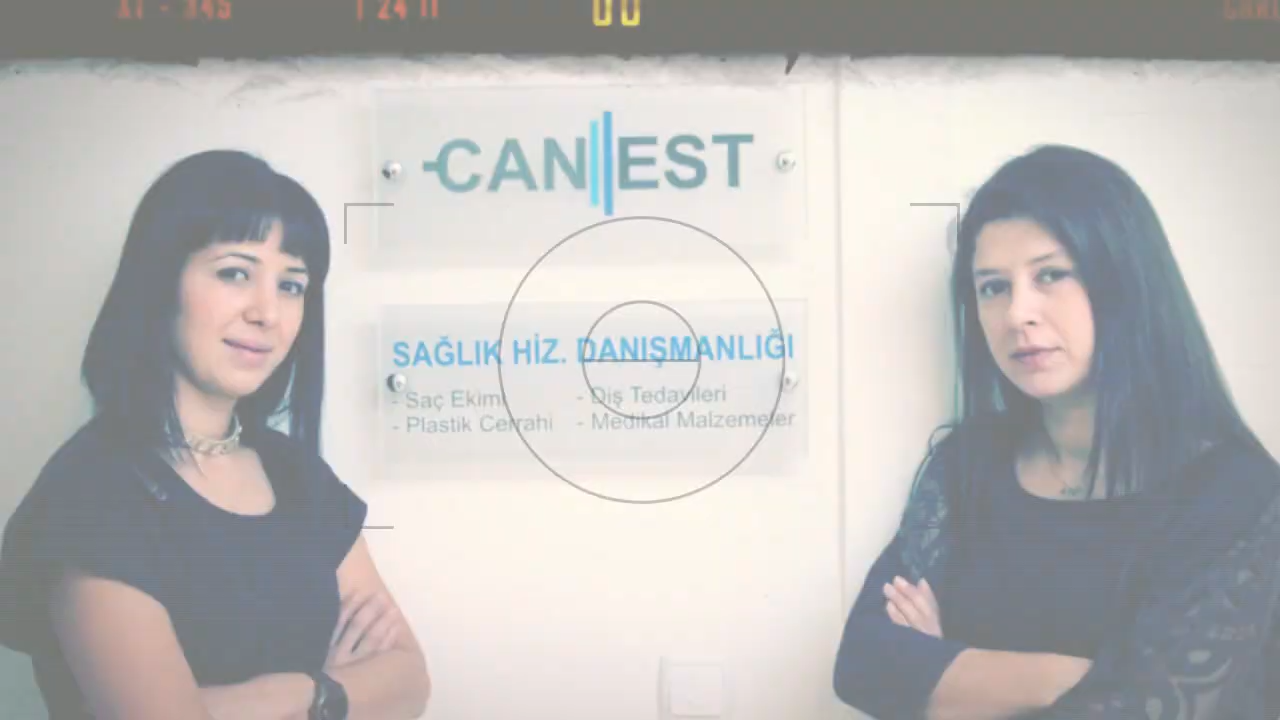 CANEST
SAĞLIK HİZ. DANIŞMANLIĞI
- Saç Ekimi - Diş Tedavileri
- Plastik Cerrahi - Medikal Malzemeler